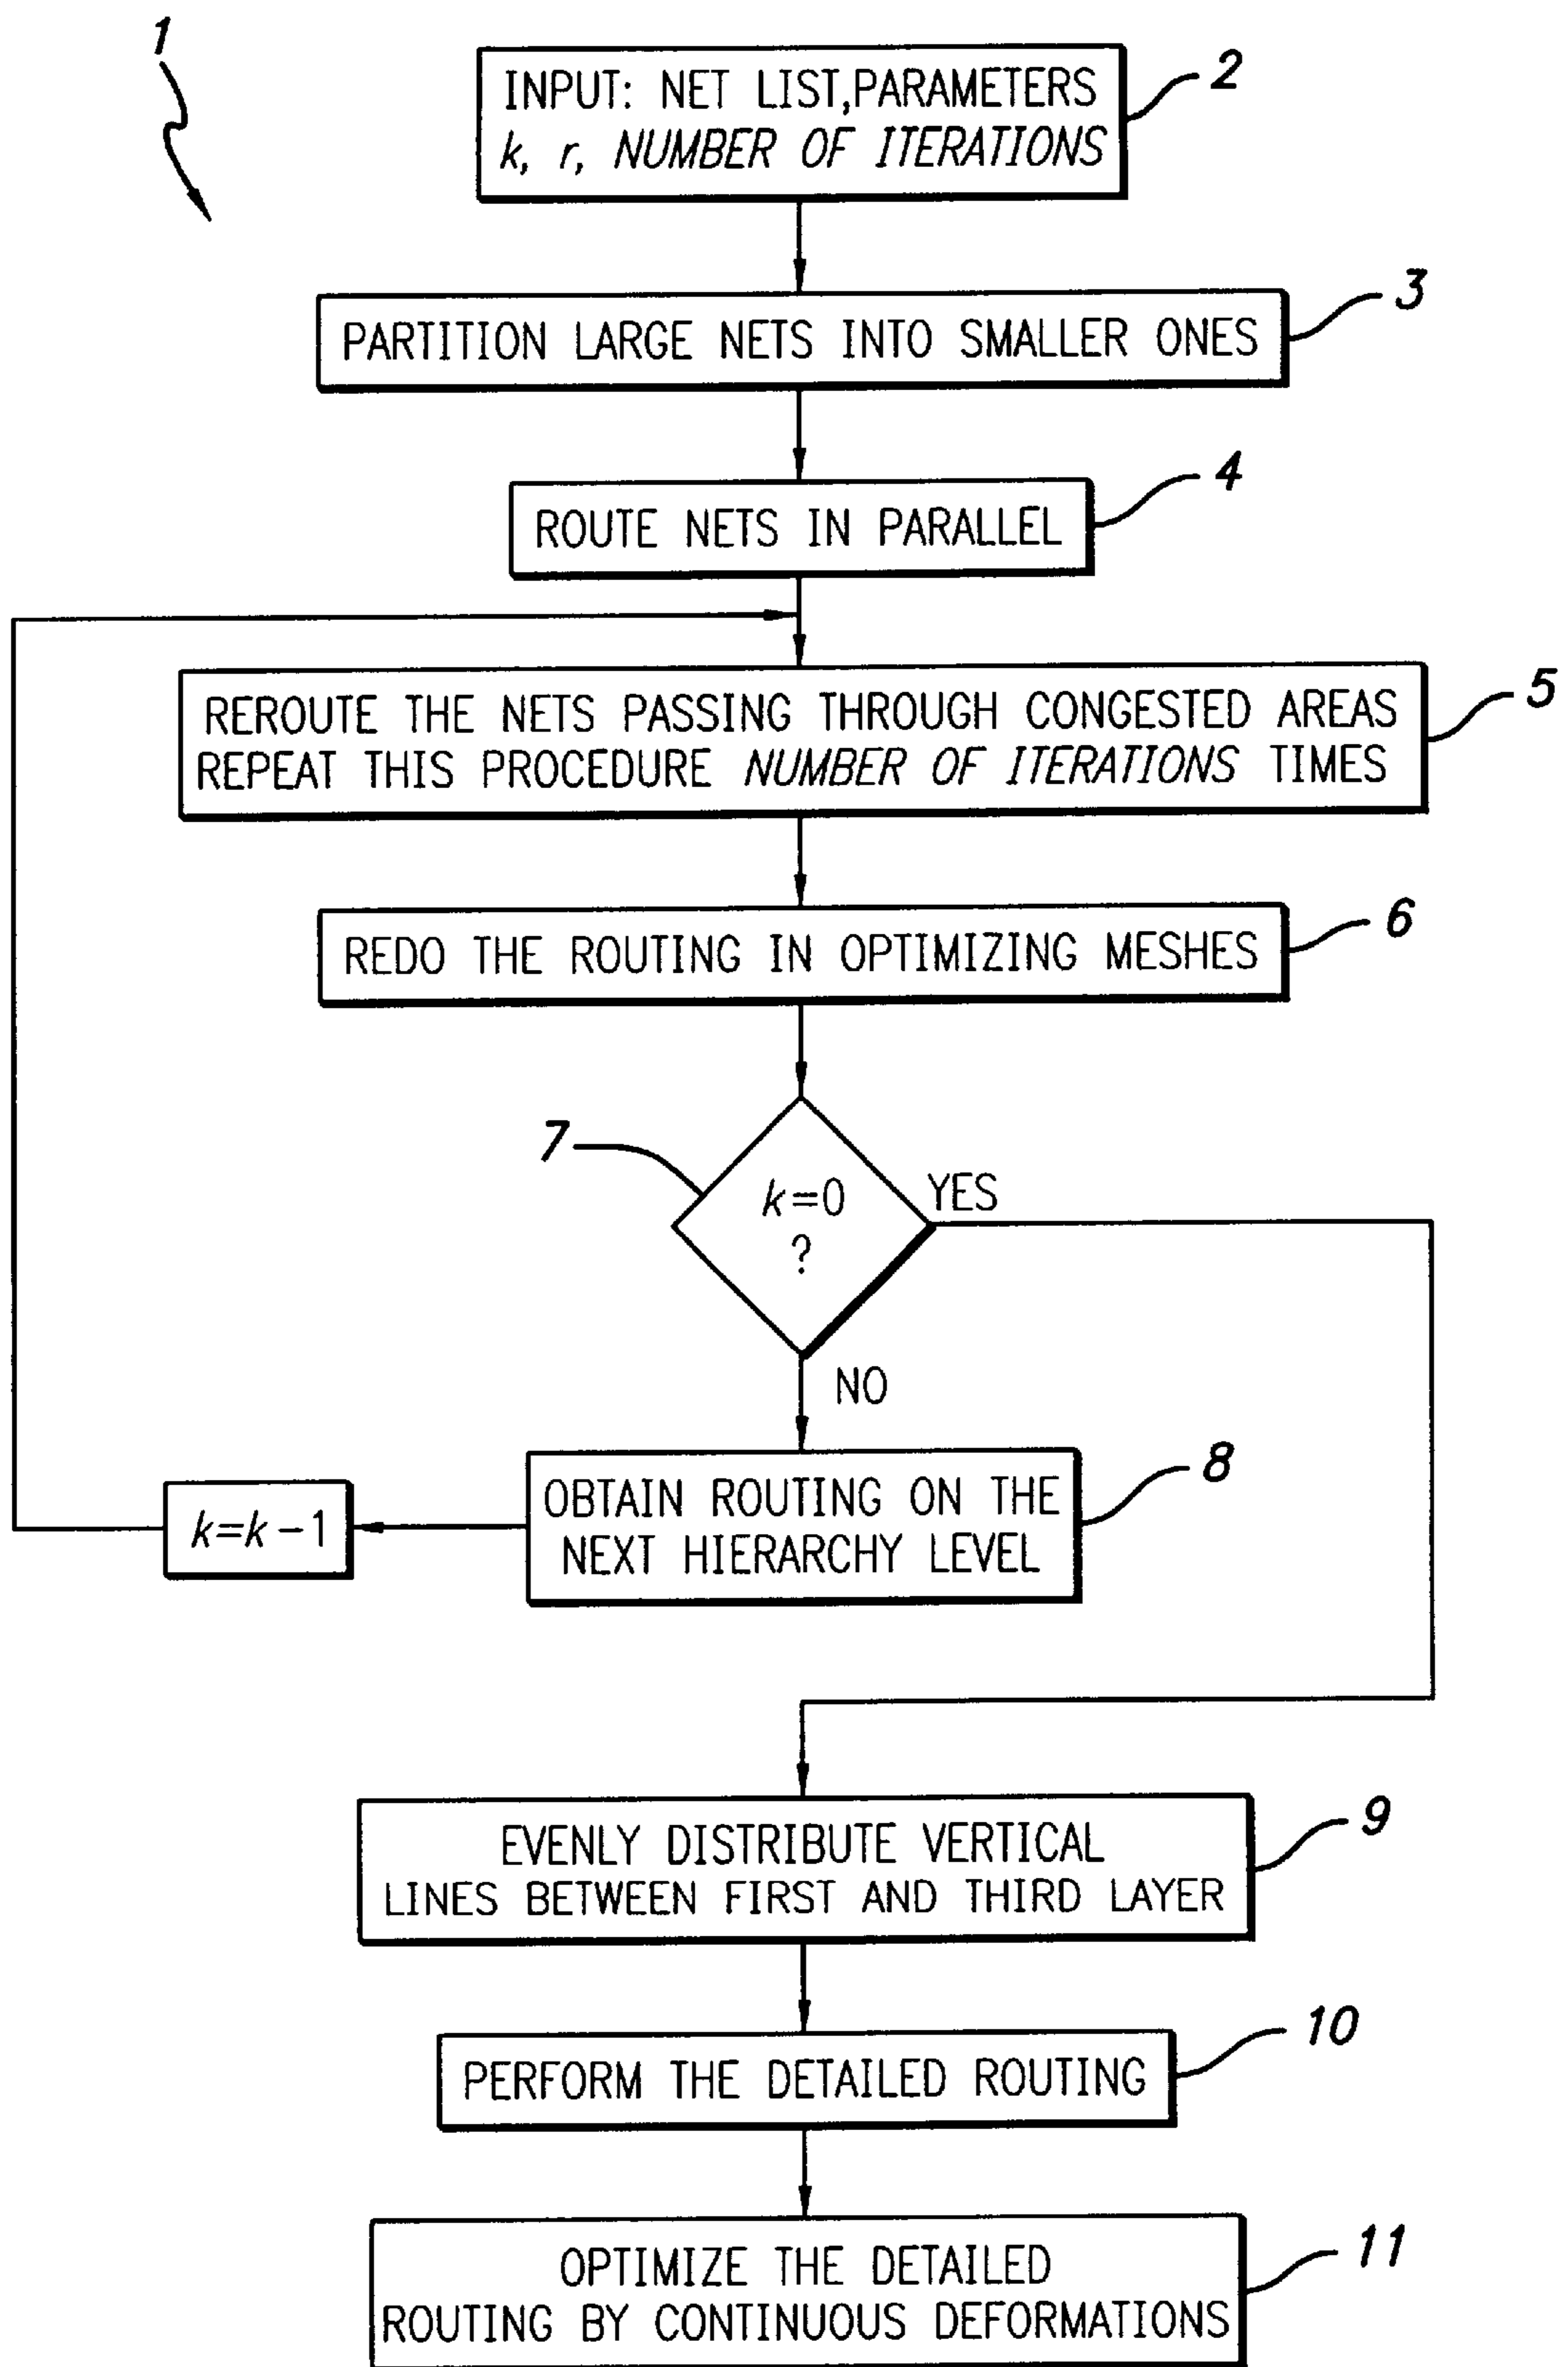 1
INPUT: NET LIST,PARAMETERS
k, r, NUMBER OF ITERATIONS
2
PARTITION LARGE NETS INTO SMALLER ONES
3
ROUTE NETS IN PARALLEL
4
REROUTE THE NETS PASSING THROUGH CONGESTED AREAS
REPEAT THIS PROCEDURE NUMBER OF ITERATIONS TIMES
5
REDO THE ROUTING IN OPTIMIZING MESHES
6
7
k=0
?
YES
NO
OBTAIN ROUTING ON THE
NEXT HIERARCHY LEVEL
8
k=k-1
EVENLY DISTRIBUTE VERTICAL
LINES BETWEEN FIRST AND THIRD LAYER
9
PERFORM THE DETAILED ROUTING
10
OPTIMIZE THE DETAILED
ROUTING BY CONTINUOUS DEFORMATIONS
11